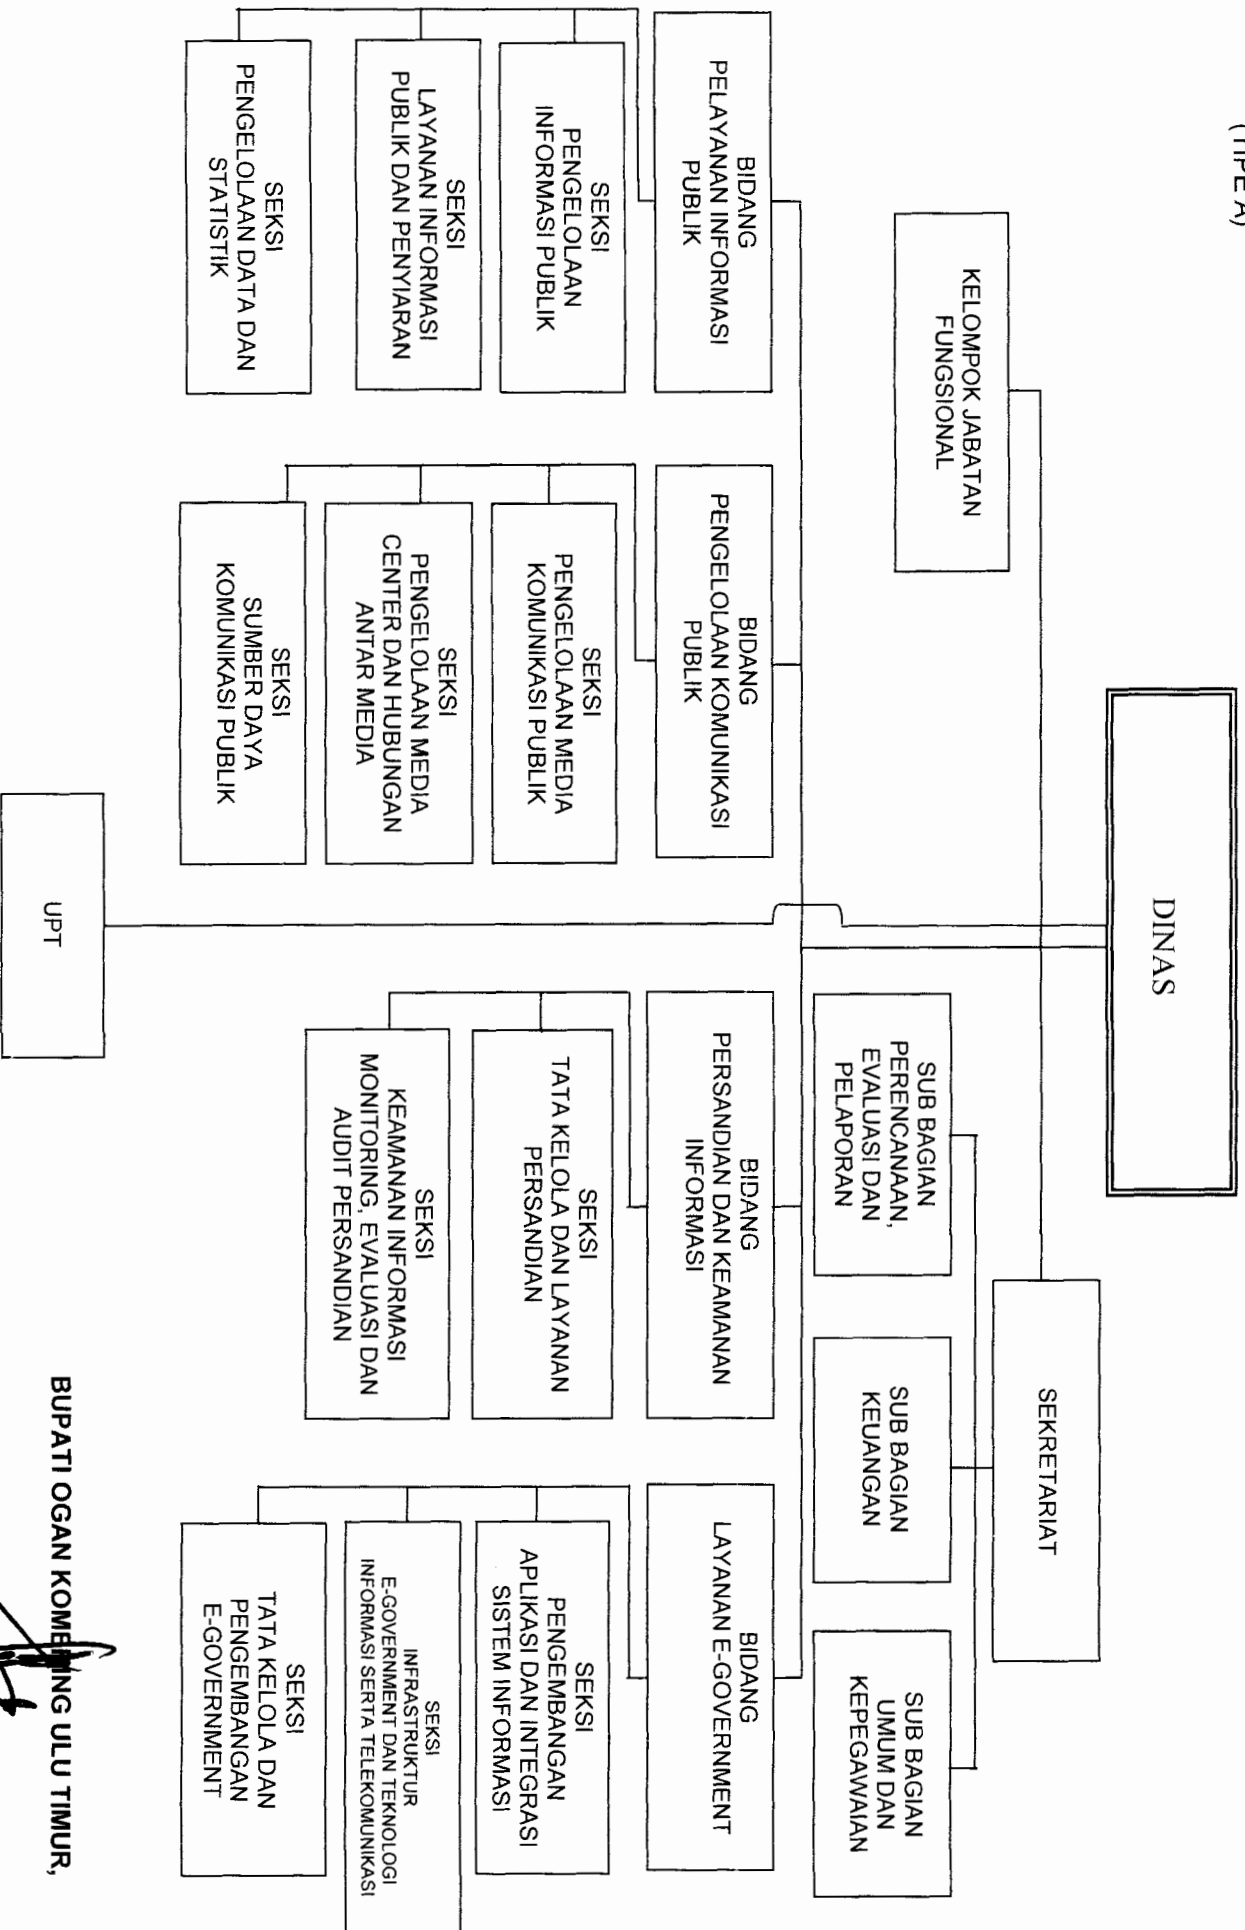 (TIPE A)
DINAS
KELOMPOK JABATAN
FUNGSIONAL
SEKRETARIAT
SUB BAGIAN
PERENCANAAN,
EVALUASI DAN
PELAPORAN
SUB BAGIAN
KEUANGAN
SUB BAGIAN
UMUM DAN
KEPEGAWAIAN
BIDANG
PELAYANAN INFORMASI
PUBLIK
SEKSI
PENGELOLAAN
INFORMASI PUBLIK
SEKSI
LAYANAN INFORMASI
PUBLIK DAN PENYIARAN
SEKSI
PENGELOLAAN DATA DAN
STATISTIK
BIDANG
PENGELOLAAN KOMUNIKASI
PUBLIK
SEKSI
PENGELOLAAN MEDIA
KOMUNIKASI PUBLIK
SEKSI
PENGELOLAAN MEDIA
CENTER DAN HUBUNGAN
ANTAR MEDIA
SEKSI
SUMBER DAYA
KOMUNIKASI PUBLIK
BIDANG
PERSANDIAN DAN KEAMANAN
INFORMASI
SEKSI
TATA KELOLA DAN LAYANAN
PERSANDIAN
SEKSI
KEAMANAN INFORMASI
MONITORING, EVALUASI DAN
AUDIT PERSANDIAN
BIDANG
LAYANAN E-GOVERNMENT
SEKSI
PENGEMBANGAN
APLIKASI DAN INTEGRASI
SISTEM INFORMASI
SEKSI
INFRASTRUKTUR
E-GOVERNMENT DAN TEKNOLOGI
INFORMASI SERTA TELEKOMUNIKASI
SEKSI
TATA KELOLA DAN
PENGEMBANGAN
E-GOVERNMENT
UPT
BUPATI OGAN KOMERING ULU TIMUR,